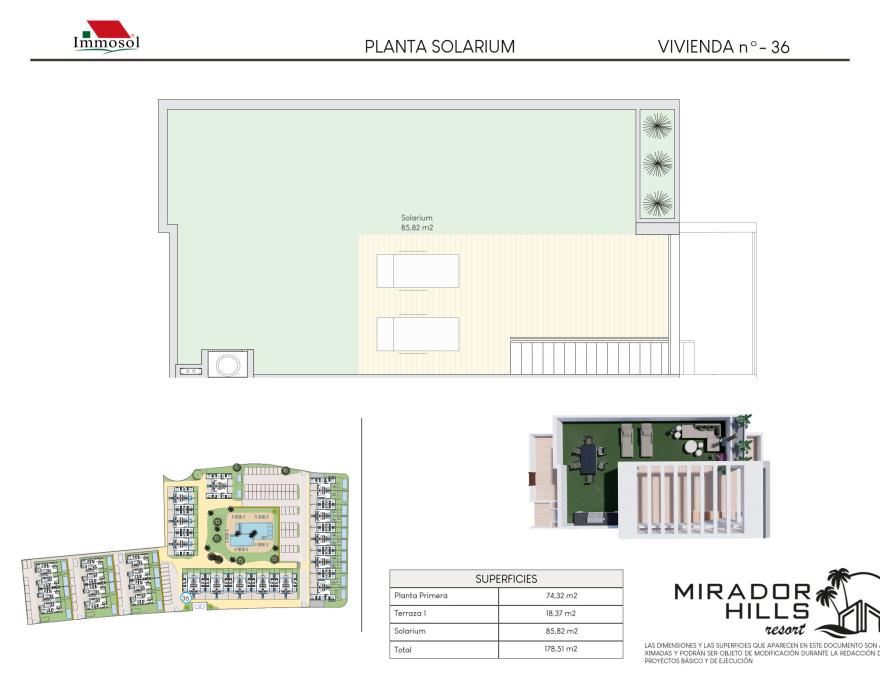 Immosol
PLANTA SOLARIUM
VIVIENDA nº- 36
Solarium
85,82 m2
36
SUPERFICIES
Planta Primera 74,32 m2
Terraza 1 18,37 m2
Solarium 85,82 m2
Total 178,51 m2
MIRADOR
HILLS
resort
LAS DIMENSIONES Y LAS SUPERFICIES QUE APARECEN EN ESTE DOCUMENTO SON
XIMADAS Y PODRÁN SER OBJETO DE MODIFICACIÓN DURANTE LA REDACCIÓN
PROYECTOS BÁSICO Y DE EJECUCIÓN